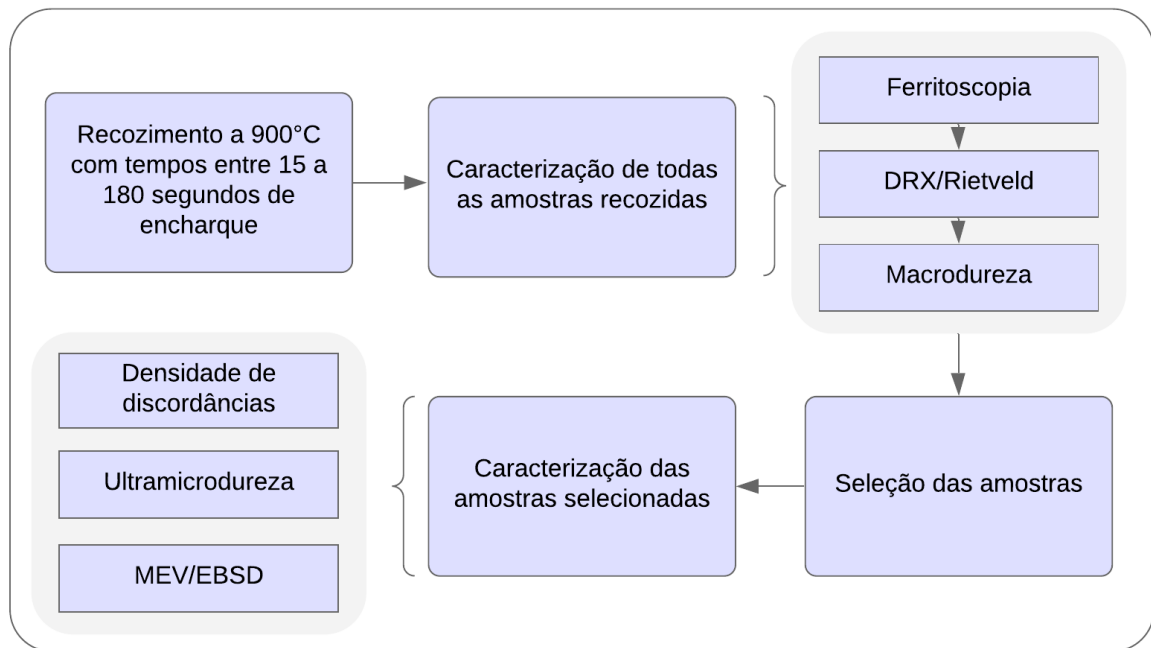 Recozimento a 900°C
com tempos entre 15 a
180 segundos de
encharque
Caracterização de todas
as amostras recozidas
Ferritoscopia
DRX/Rietveld
Macrodureza
Seleção das amostras
Caracterização das
amostras selecionadas
Densidade de
discordâncias
Ultramicrodureza
MEV/EBSD